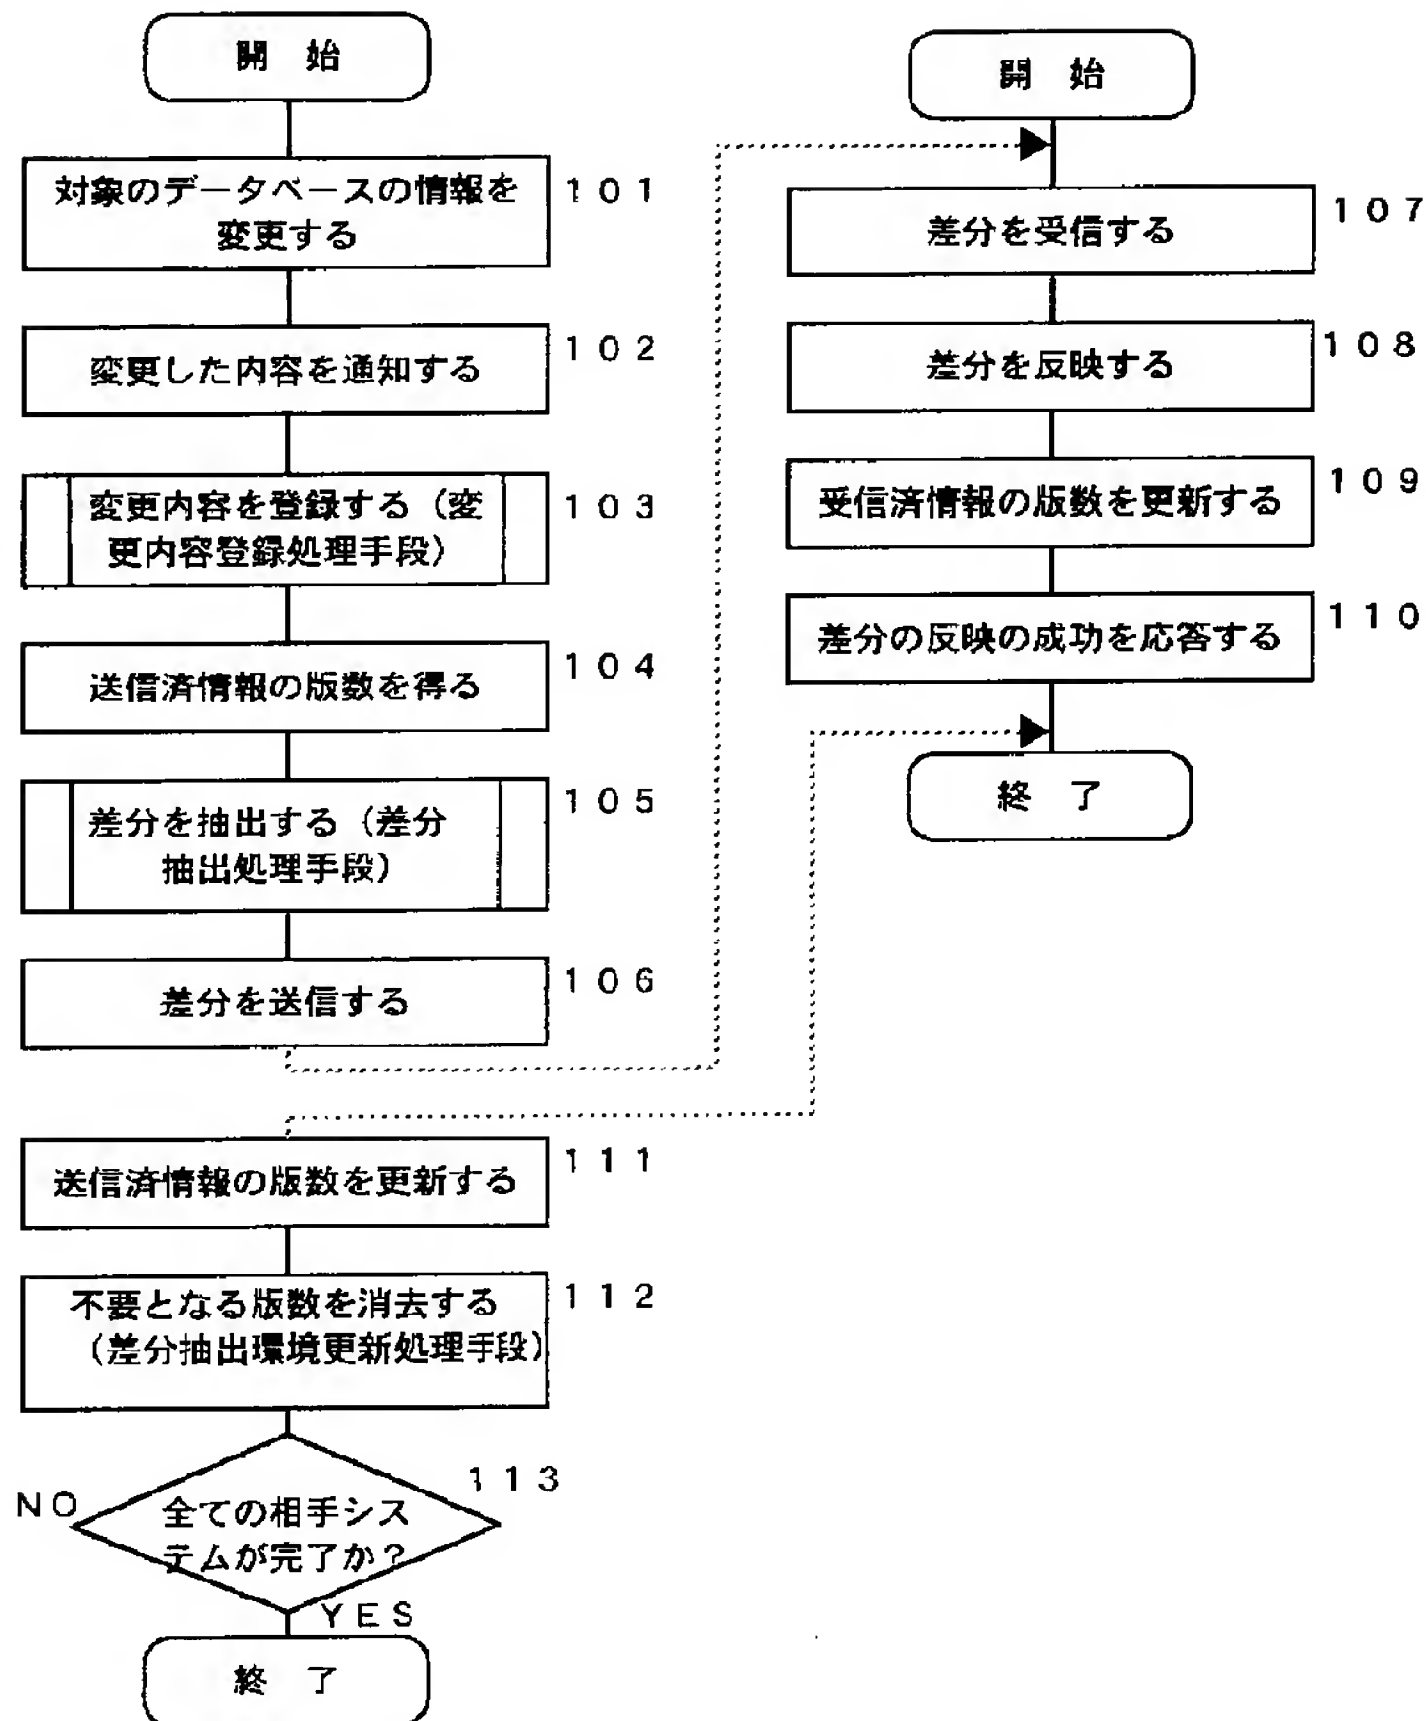 開 始
対象のデータベースの情報を
変更する
101
変更した内容を通知する
102
変更内容を登録する（変
更内容登録処理手段）
103
送信済情報の版数を得る
104
差分を抽出する（差分
抽出処理手段）
105
差分を送信する
106
送信済情報の版数を更新する
111
不要となる版数を消去する
（差分抽出環境更新処理手段）
112
全ての相手シス
テムが完了か？
113
NO
YES
終 了
開 始
差分を受信する
107
差分を反映する
108
受信済情報の版数を更新する
109
差分の反映の成功を応答する
110
終 了